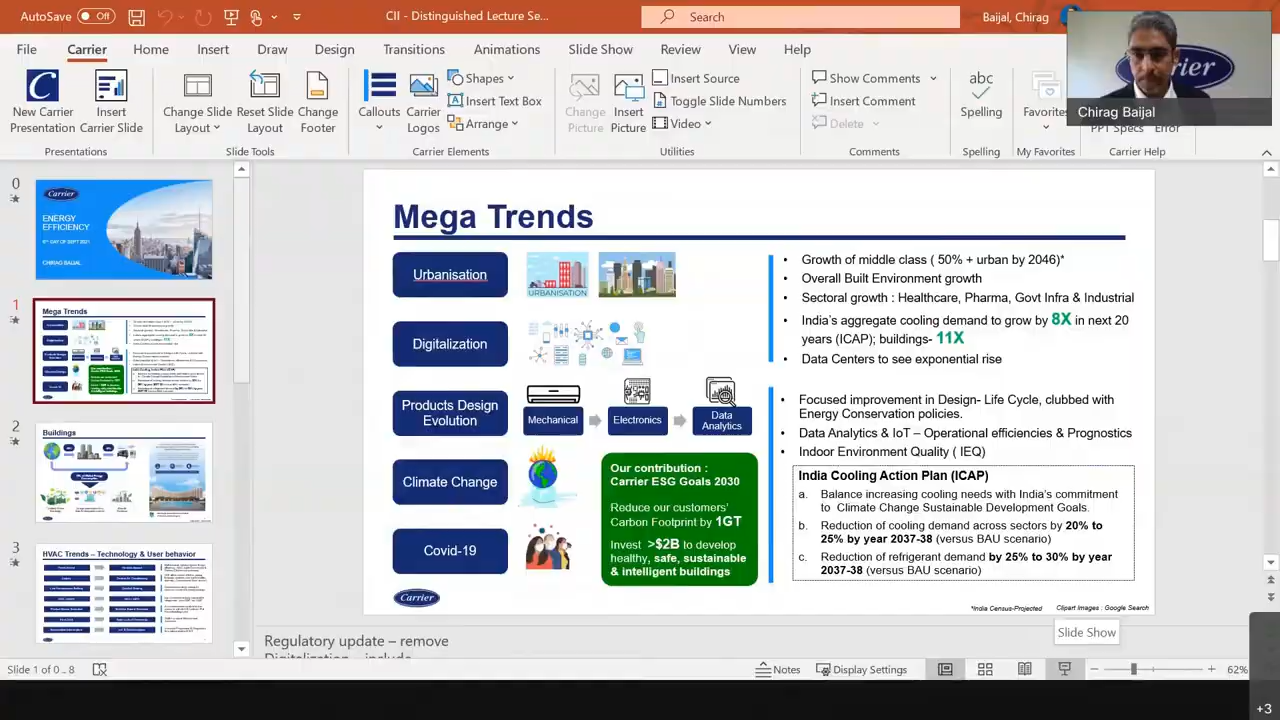 AutoSave Off
CII - Distinguished Lecture Se...
Search
Baijal, Chirag
File Carrier Home Insert Draw Design Transitions Animations Slide Show Review View Help
New Carrier Presentation
Insert Carrier Slide
Presentations
Change Slide Layout
Reset Slide Layout
Change Footer
Slide Tools
Callouts
Carrier Logos
Shapes
Insert Text Box
Arrange
Carrier Elements
Change Picture
Insert Picture
Insert Source
Toggle Slide Numbers
Video
Utilities
Show Comments
Insert Comment
Delete
Comments
abc
Spelling
Spelling
Favorites
My Favorites
PPT Specs Error
Carrier Help
Chirag Baijal
0
Carrier
ENERGY
EFFICIENCY
CHIRAG BAIJAL
1
Mega Trends
2
Buildings
3
HVAC Trends – Technology & User behavior
Mega Trends
Urbanisation
URBANISATION
Digitalization
Products Design
Evolution
Mechanical
Electronics
Data
Analytics
Climate Change
Covid-19
Our contribution :
Carrier ESG Goals 2030
Reduce our customers'
Carbon Footprint by 1GT
Invest >$2B to develop
healthy, safe, sustainable
& intelligent buildings
• Growth of middle class ( 50% + urban by 2046)*
• Overall Built Environment growth
• Sectoral growth : Healthcare, Pharma, Govt Infra & Industrial
• India's aggregate cooling demand to grow by 8X in next 20
years (ICAP); buildings- 11X
• Data Centers to see exponential rise
• Focused improvement in Design- Life Cycle, clubbed with
Energy Conservation policies.
• Data Analytics & IoT – Operational efficiencies & Prognostics
• Indoor Environment Quality ( IEQ)
India Cooling Action Plan (ICAP)
a. Balance increasing cooling needs with India's commitment
to Climate Change Sustainable Development Goals.
b. Reduction of cooling demand across sectors by 20% to
25% by year 2037-38 (versus BAU scenario)
Reduction of refrigerant demand by 25% to 30% by year
2037-38 (versus BAU scenario)
Carrier
*India Census-Projected Clipart Images : Google Search
Slide Show
Regulatory update – remove
Digitalization – include
Slide 1 of 0 .. 8
Notes
Display Settings
62%
+3